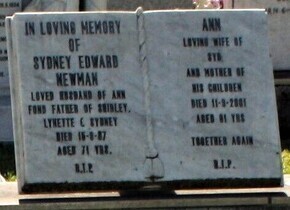 IN LOVING MEMORY
OF
SYDNEY EDWARD
NEWMAN
LOVED HUSBAND OF ANN
FOND FATHER OF SHIRLEY,
LYNETTE & SYDNEY
DIED 16-9-87
AGED 71 YRS.
R.I.P.
ANN
LOVING WIFE OF
SYD
AND MOTHER OF
HIS CHILDREN
DIED 11-9-2001
AGED 81 YRS
TOGETHER AGAIN
R.I.P.